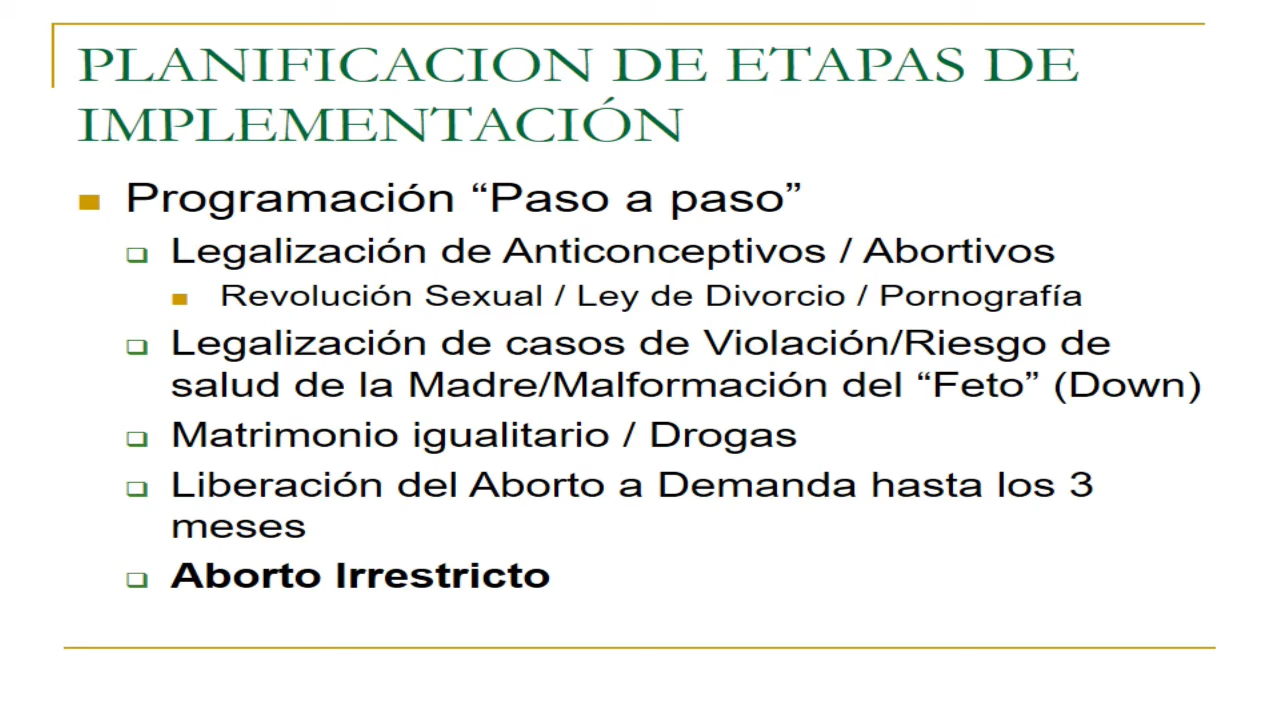 PLANIFICACION DE ETAPAS DE
IMPLEMENTACIÓN
Programación “Paso a paso”
Legalización de Anticonceptivos / Abortivos
Revolución Sexual / Ley de Divorcio / Pornografía
Legalización de casos de Violación/Riesgo de
salud de la Madre/Malformación del “Feto” (Down)
Matrimonio igualitario / Drogas
Liberación del Aborto a Demanda hasta los 3
meses
Aborto Irrestricto